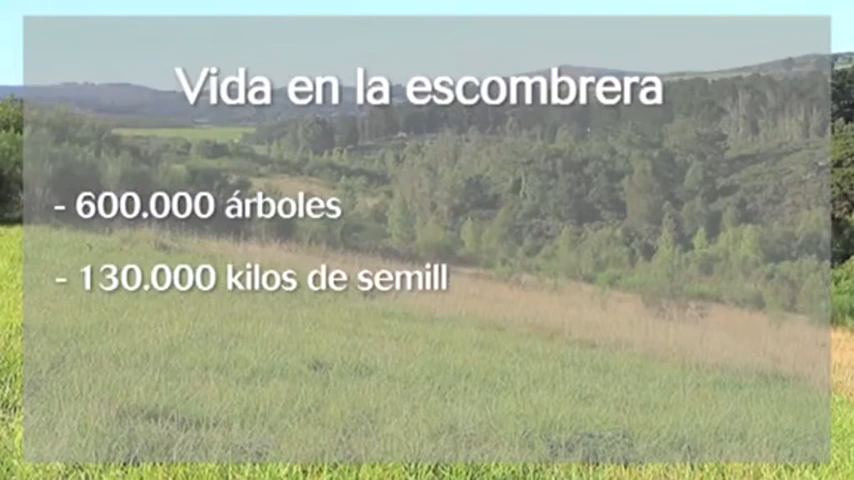 Vida en la escombrera
- 600.000 árboles
- 130.000 kilos de semill